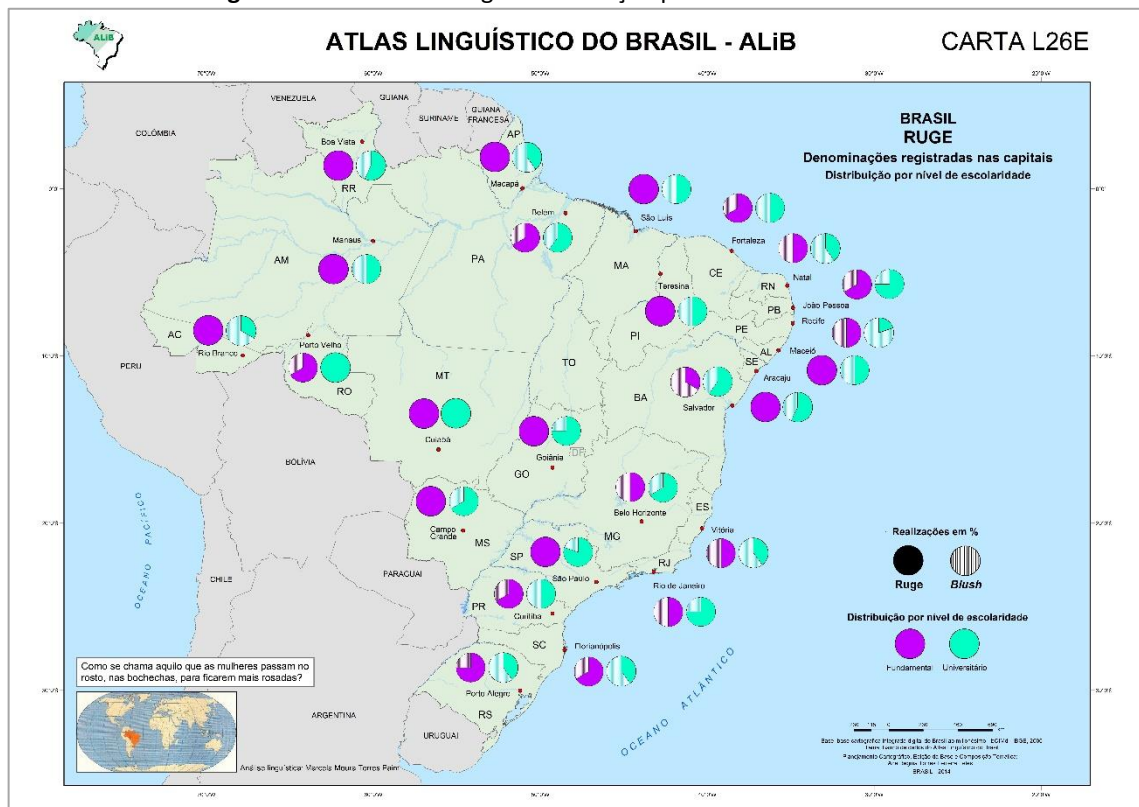 ALiB
ATLAS LINGUÍSTICO DO BRASIL - ALiB
CARTA L26E
BRASIL
RUGE
Denominações registradas nas capitais
Distribuição por nível de escolaridade
VENEZUELA
GUIANA
SURINAME
GUIANA
FRANCESA
COLÔMBIA
AP
Boa Vista
RR
Macapá
Belem
São Luís
Manaus
Fortaleza
AM
PA
MA
CE
Teresina
RN
Natal
PB
João Pessoa
PI
PE
Recife
AC
Rio Branco
Porto Velho
AL
Maceió
PERU
RO
MT
TO
SE
Aracaju
BA
Salvador
Cuiabá
BOLÍVIA
Goiânia
DF
GO
Belo Horizonte
ES
Campo
Grande
MS
MG
Vitória
SP
RJ
São Paulo
Rio de Janeiro
PARAGUAI
CHILE
PR
Curitiba
SC
Florianópolis
Porto Alegre
RS
ARGENTINA
URUGUAI
OCEANO PACÍFICO
OCEANO ATLÂNTICO
Realizações em %
Ruge
Blush
Distribuição por nível de escolaridade
Fundamental
Universitário
Como se chama aquilo que as mulheres passam no
rosto, nas bochechas, para ficarem mais rosadas?
Análise linguística: Marcela Moura Torres Paim
BRASIL - 2014